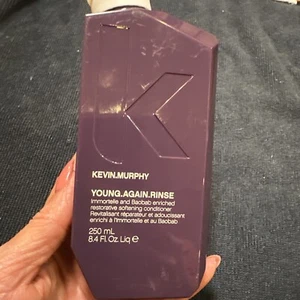 KEVIN.MURPHY
YOUNG.AGAIN.RINSE
Immortelle and Baobab enriched
restorative softening conditioner
Revitalisant réparateur et adoucissant
enrichi à l'Immortelle et au Baobab
250 mL
8.4 Fl.Oz.Liq ℮